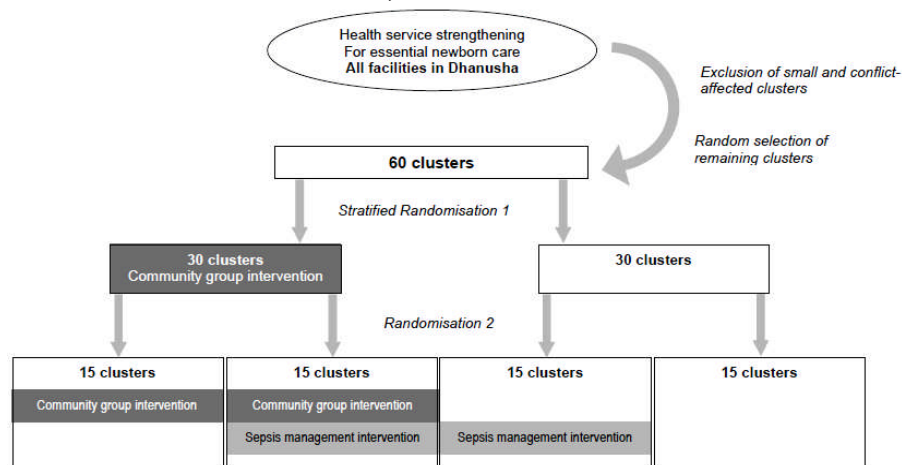 Health service strengthening
For essential newborn care
All facilities in Dhanusha
Exclusion of small and conflict-
affected clusters
Random selection of
remaining clusters
60 clusters
Stratified Randomisation 1
30 clusters
Community group intervention
30 clusters
Randomisation 2
15 clusters
15 clusters
15 clusters
15 clusters
Community group intervention
Community group intervention
Sepsis management intervention
Sepsis management intervention